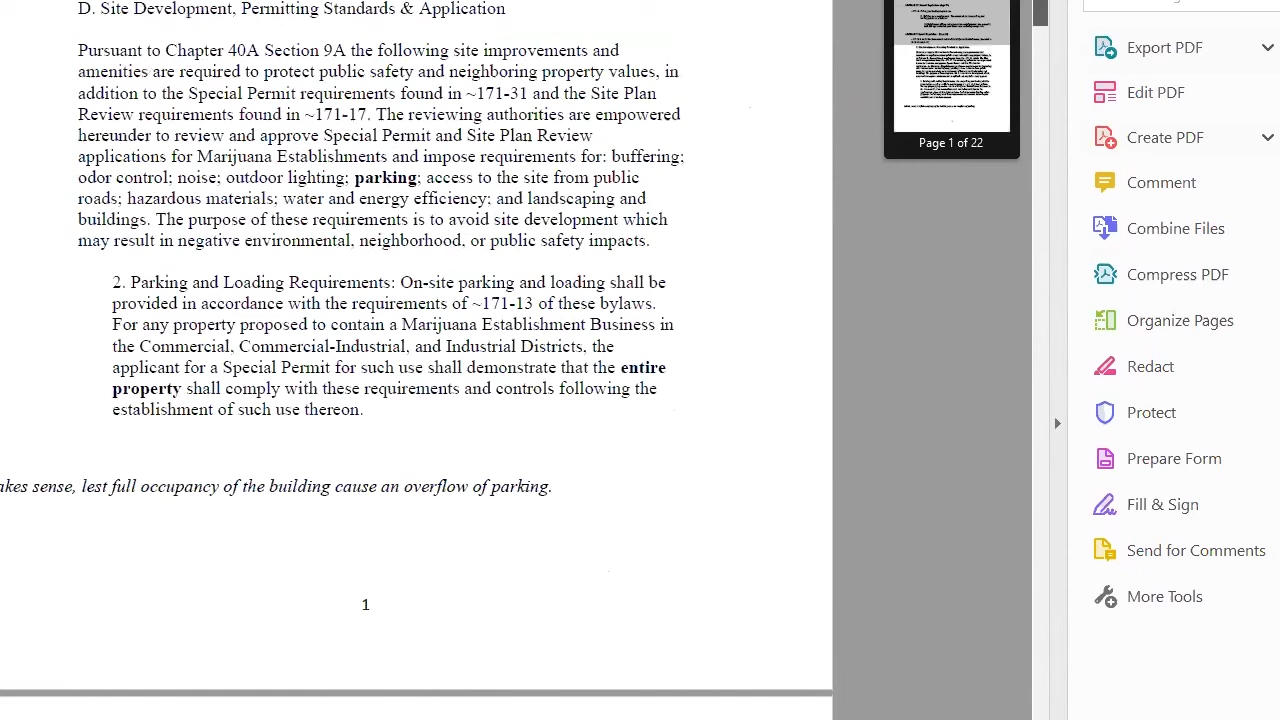 D. Site Development, Permitting Standards & Application
Pursuant to Chapter 40A Section 9A the following site improvements and
amenities are required to protect public safety and neighboring property values, in
addition to the Special Permit requirements found in ~171-31 and the Site Plan
Review requirements found in ~171-17. The reviewing authorities are empowered
hereunder to review and approve Special Permit and Site Plan Review
applications for Marijuana Establishments and impose requirements for: buffering;
odor control; noise; outdoor lighting; parking; access to the site from public
roads; hazardous materials; water and energy efficiency; and landscaping and
buildings. The purpose of these requirements is to avoid site development which
may result in negative environmental, neighborhood, or public safety impacts.
2. Parking and Loading Requirements: On-site parking and loading shall be
provided in accordance with the requirements of ~171-13 of these bylaws.
For any property proposed to contain a Marijuana Establishment Business in
the Commercial, Commercial-Industrial, and Industrial Districts, the
applicant for a Special Permit for such use shall demonstrate that the entire
property shall comply with these requirements and controls following the
establishment of such use thereon.
akes sense, lest full occupancy of the building cause an overflow of parking.
1
Page 1 of 22
Export PDF
Edit PDF
Create PDF
Comment
Combine Files
Compress PDF
Organize Pages
Redact
Protect
Prepare Form
Fill & Sign
Send for Comments
More Tools